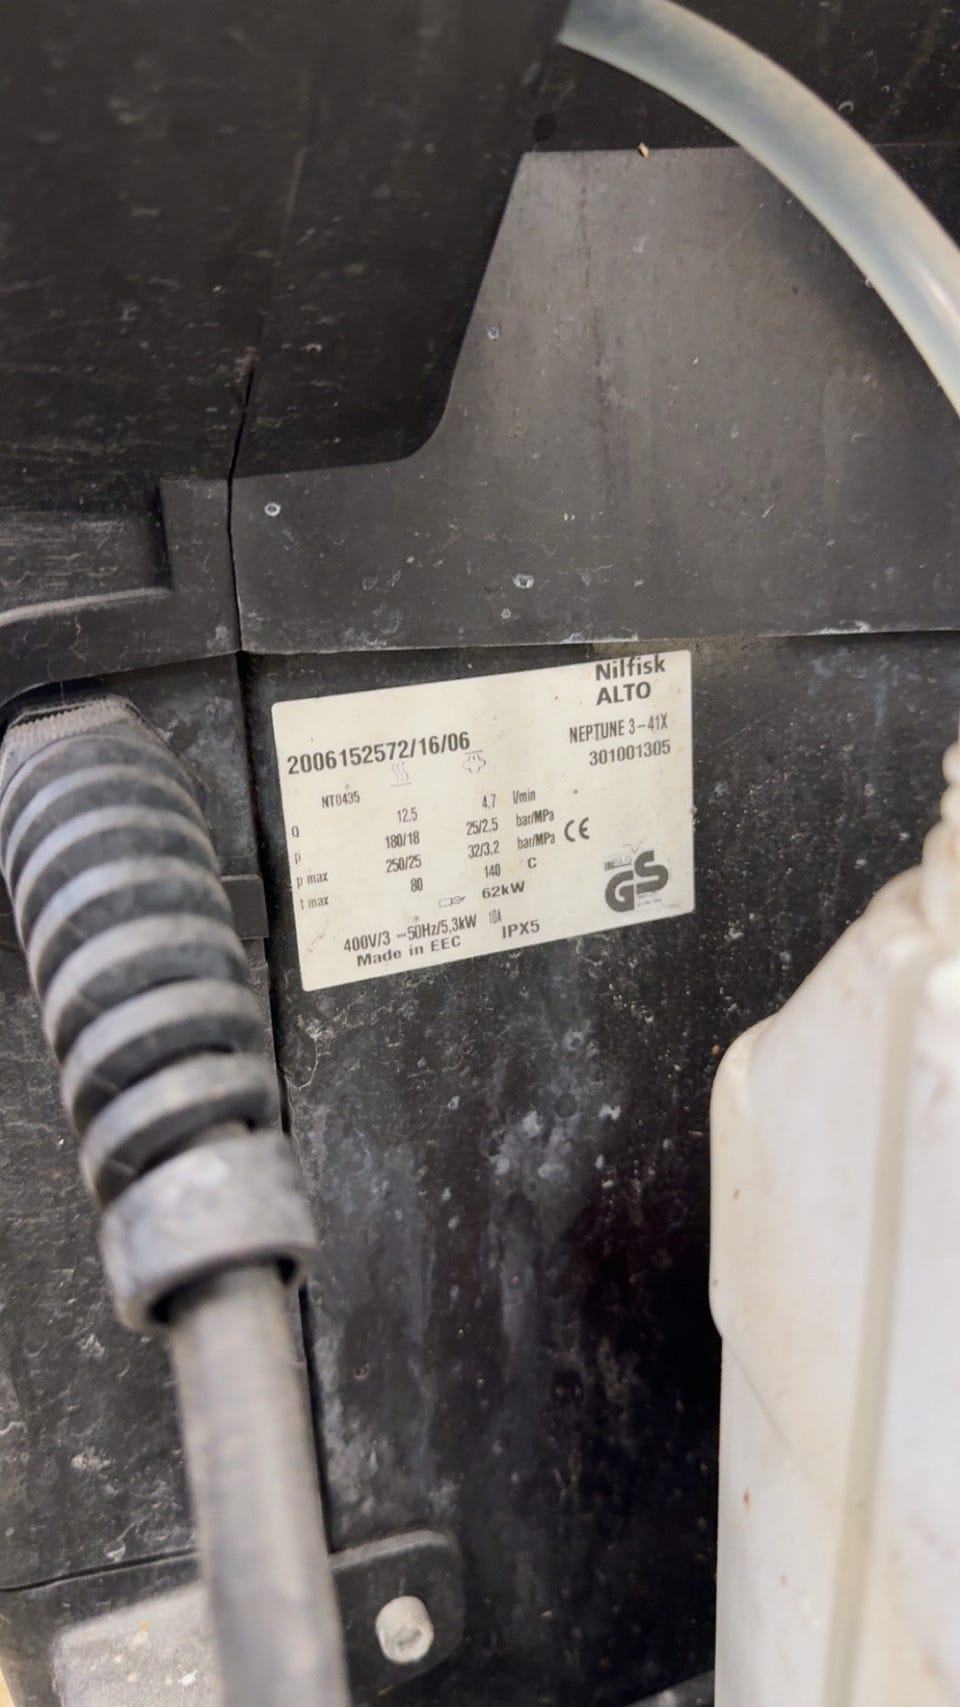 Nilfisk
ALTO
2006152572/16/06
NEPTUNE 3-41X
301001305
NT0435
Q 12,5 4,7 l/min
p 180/18 25/2,5 bar/MPa
p max 250/25 32/3,2 bar/MPa CE
t max 80 140 C
62kW
GS
400V/3 ~50Hz/5,3kW 10A
Made in EEC IPX5